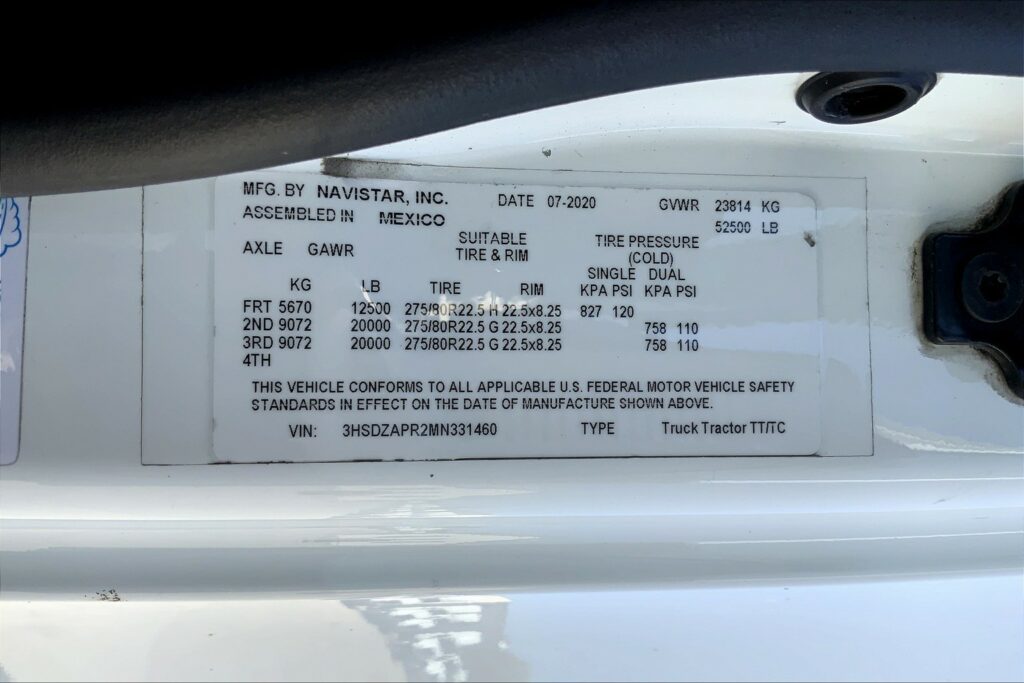 MFG. BY NAVISTAR, INC. DATE 07-2020 GVWR 23814 KG
ASSEMBLED IN MEXICO 52500 LB
AXLE GAWR SUITABLE TIRE PRESSURE
TIRE & RIM (COLD)
SINGLE DUAL
KG LB TIRE RIM KPA PSI KPA PSI
FRT 5670 12500 275/80R22.5 H 22.5x8.25 827 120
2ND 9072 20000 275/80R22.5 G 22.5x8.25 758 110
3RD 9072 20000 275/80R22.5 G 22.5x8.25 758 110
4TH
THIS VEHICLE CONFORMS TO ALL APPLICABLE U.S. FEDERAL MOTOR VEHICLE SAFETY
STANDARDS IN EFFECT ON THE DATE OF MANUFACTURE SHOWN ABOVE.
VIN: 3HSDZAPR2MN331460 TYPE Truck Tractor TT/TC